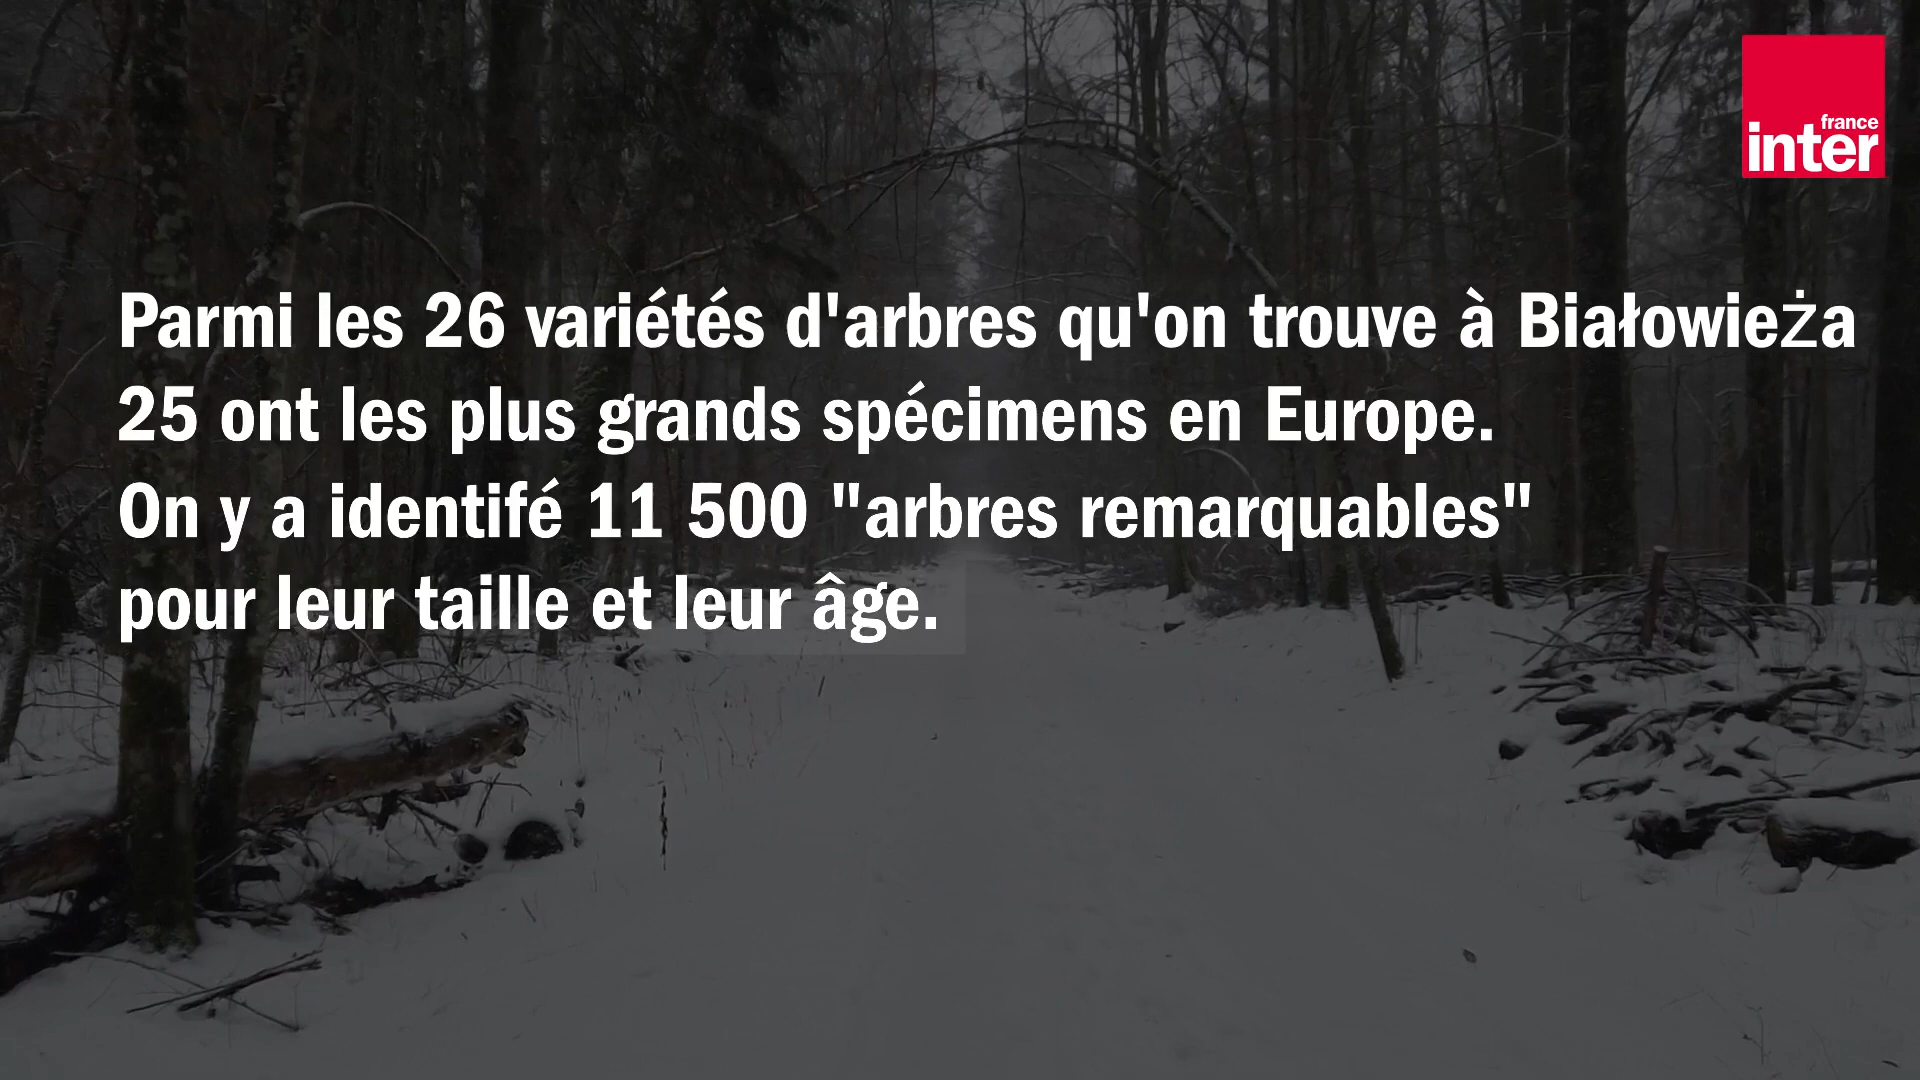 france
inter
Parmi les 26 variétés d'arbres qu'on trouve à Białowieża
25 ont les plus grands spécimens en Europe.
On y a identifé 11 500 "arbres remarquables"
pour leur taille et leur âge.